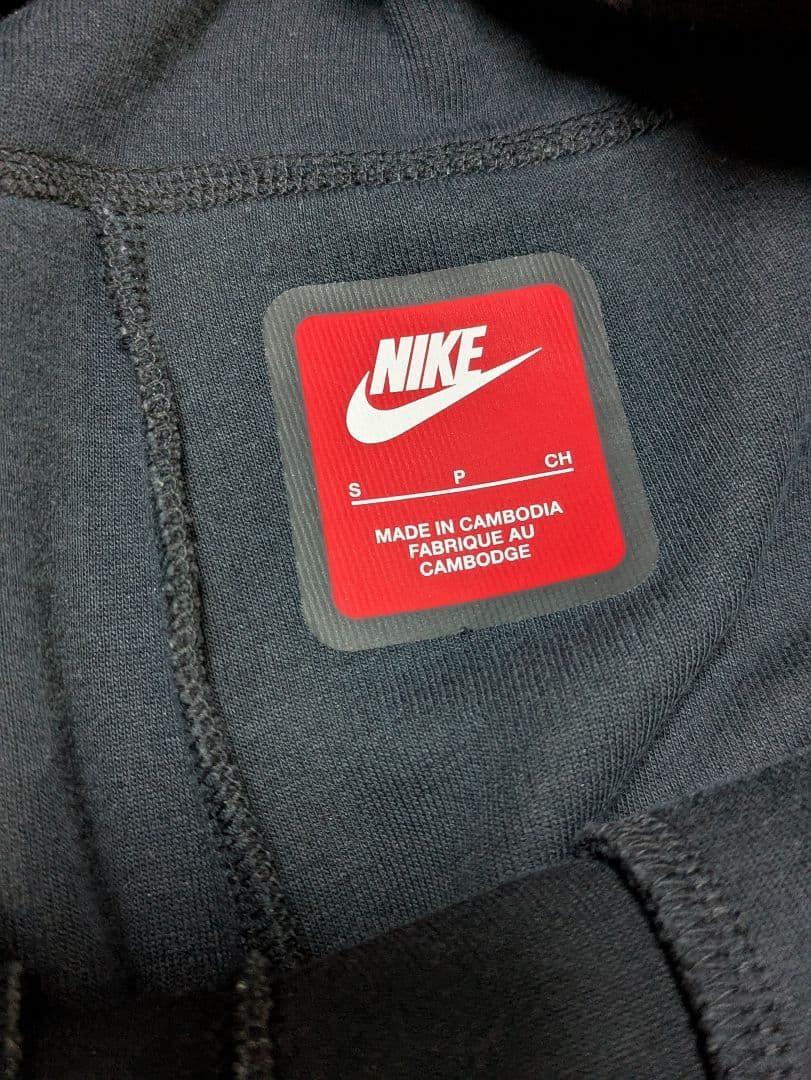 NIKE
S P CH
MADE IN CAMBODIA
FABRIQUE AU
CAMBODGE